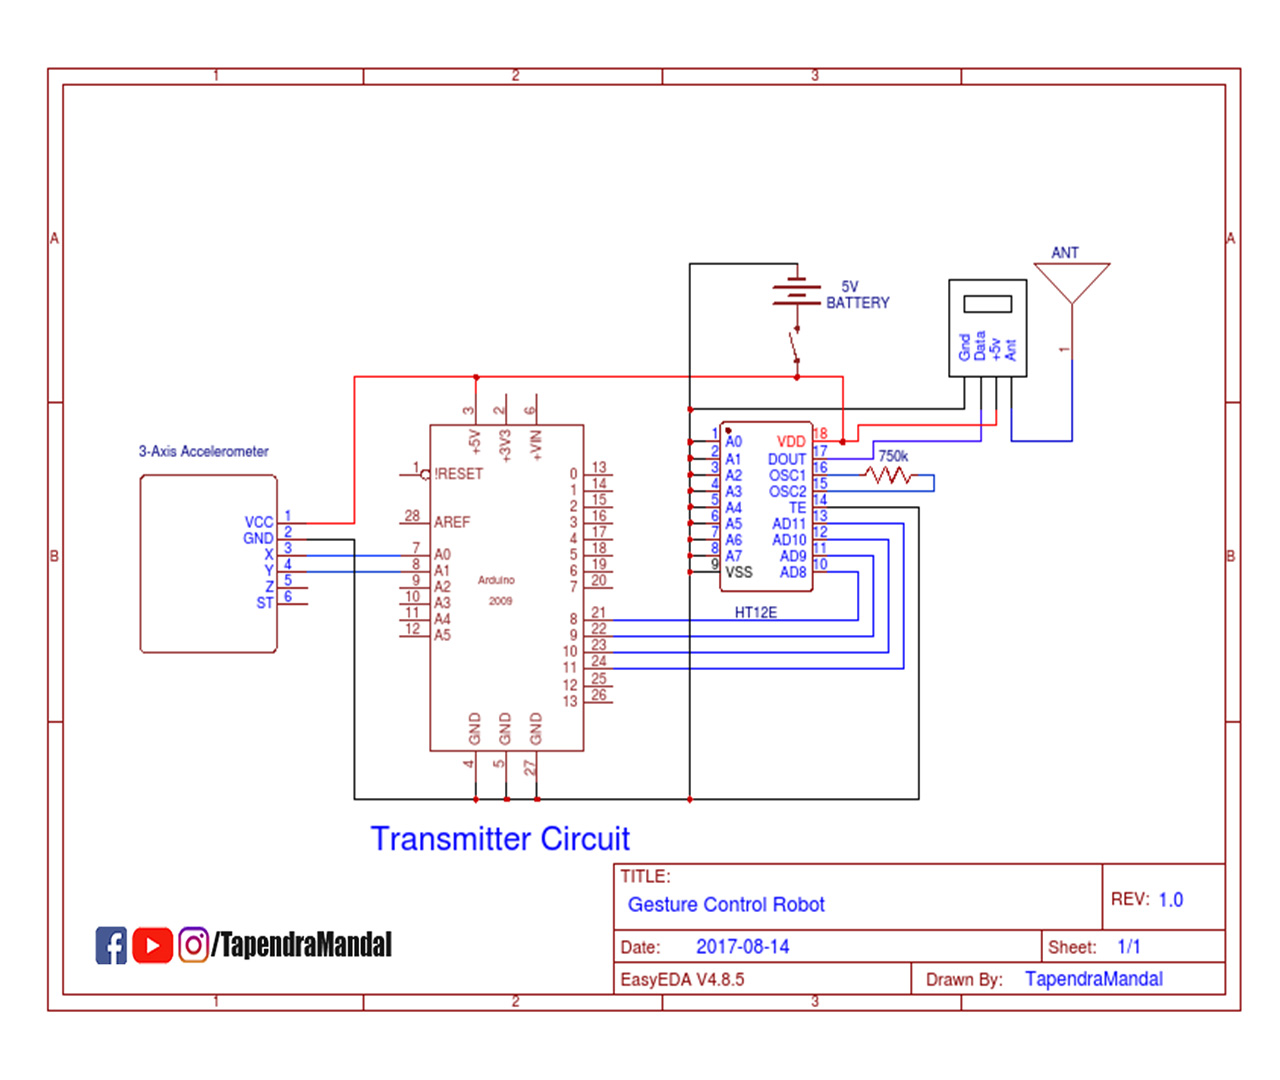 1 2 3
A A
ANT
5V
BATTERY
1
Gnd Data +5v Ant
3 2 6
+5V +3V3 +VIN
B B
3-Axis Accelerometer
VCC 1
GND 2
X 3
Y 4
Z 5
ST 6
1 !RESET
28 AREF
7 A0
8 A1
9 A2
10 A3
11 A4
12 A5
Arduino
2009
0 13
1 14
2 15
3 16
4 17
5 18
6 19
7 20
8 21
9 22
10 23
11 24
12 25
13 26
GND GND GND
4 5 27
1 A0 VDD 18
2 A1 DOUT 17
3 A2 OSC1 16
4 A3 OSC2 15
5 A4 TE 14
6 A5 AD11 13
7 A6 AD10 12
8 A7 AD9 11
9 VSS AD8 10
750k
HT12E
Transmitter Circuit
TITLE:
Gesture Control Robot
REV: 1.0
Date: 2017-08-14
Sheet: 1/1
EasyEDA V4.8.5
Drawn By: TapendraMandal
/TapendraMandal
1 2 3